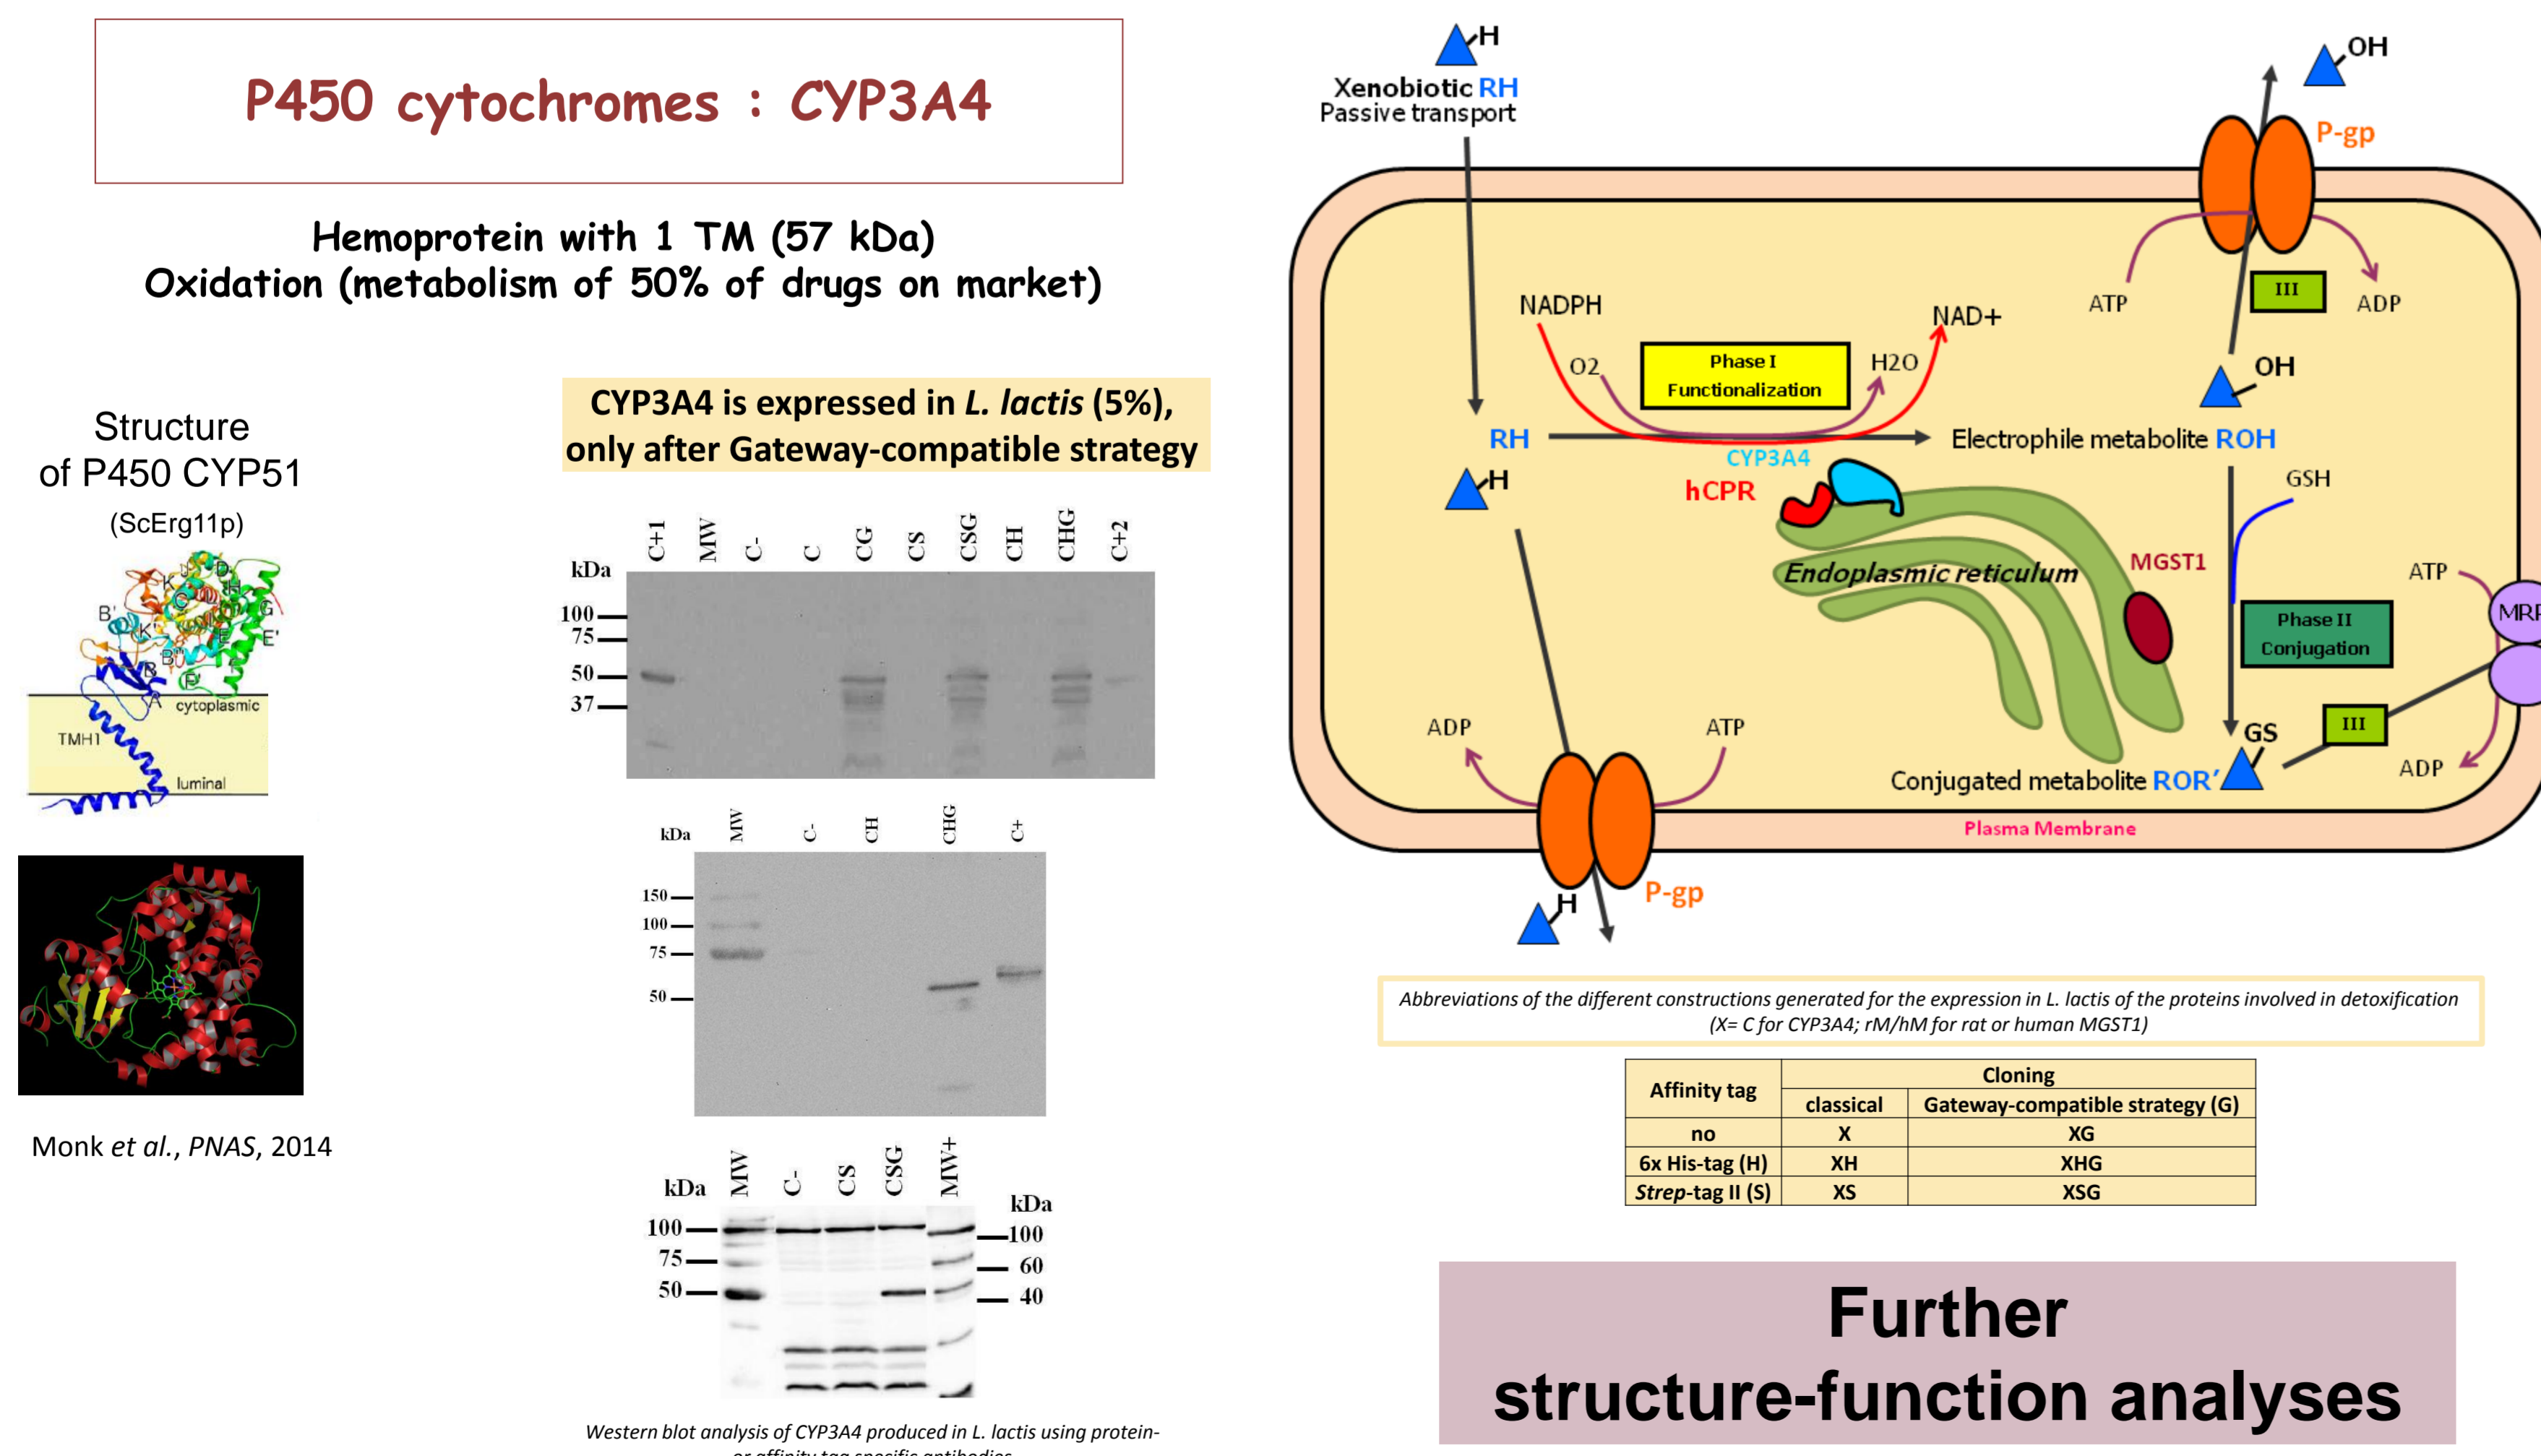 P450 cytochromes : CYP3A4
Hemoprotein with 1 TM (57 kDa)
Oxidation (metabolism of 50% of drugs on market)
Structure
of P450 CYP51
(ScErg11p)
cytoplasmic
TMH1
luminal
Monk et al., PNAS, 2014
CYP3A4 is expressed in L. lactis (5%),
only after Gateway-compatible strategy
C+1 MW C- C CG CS CSG CH CHG C+2
kDa
100
75
50
37
kDa MW C- CH CHG C+
150
100
75
50
kDa MW C- CS CSG MW+ kDa
100 100
75 60
50 40
Western blot analysis of CYP3A4 produced in L. lactis using protein-
or affinity tag specific antibodies
H
Xenobiotic RH
Passive transport
OH
P-gp
ATP III ADP
NADPH NAD+
O2 Phase I H2O
Functionalization
OH
RH Electrophile metabolite ROH
H
CYP3A4
hCPR
GSH
Endoplasmic reticulum
MGST1
ATP
MRP
Phase II
Conjugation
ADP ATP
III
GS
Conjugated metabolite ROR'
ADP
Plasma Membrane
P-gp
H
Abbreviations of the different constructions generated for the expression in L. lactis of the proteins involved in detoxification
(X= C for CYP3A4; rM/hM for rat or human MGST1)
Affinity tag Cloning
classical Gateway-compatible strategy (G)
no X XG
6x His-tag (H) XH XHG
Strep-tag II (S) XS XSG
Further
structure-function analyses